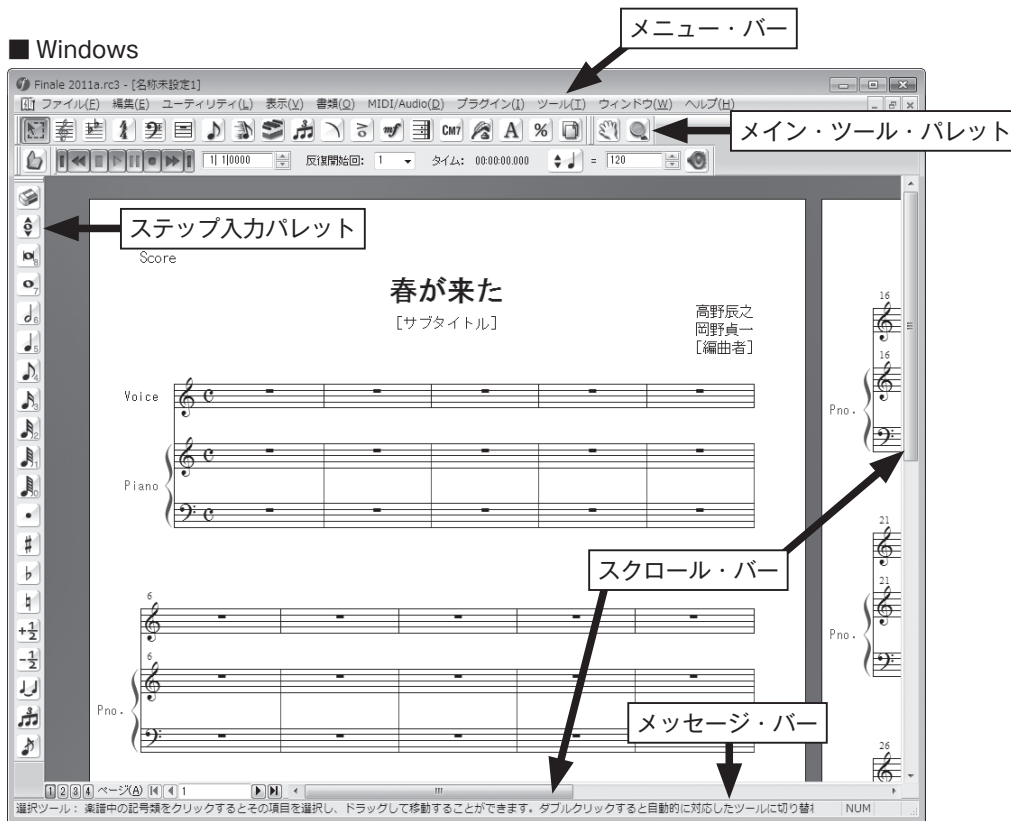 メニュー・バー
■ Windows
Finale 2011a.rc3 - [名称未設定1]
ファイル(F) 編集(E) ユーティリティ(L) 表示(V) 書類(O) MIDI/Audio(D) プラグイン(I) ツール(T) ウィンドウ(W) ヘルプ(H)
CM7 A %
メイン・ツール・パレット
1| 1|0000 反復開始回: 1 タイム: 00:00:00.000 = 120
ステップ入力パレット
Score
春が来た
[サブタイトル]
高野辰之
岡野貞一
[編曲者]
16
16
Voice
Pno.
Piano
21
スクロール・バー
21
6
Pno.
6
メッセージ・バー
Pno.
26
1 2 3 4 ページ(A) 1
選択ツール: 楽譜中の記号類をクリックするとその項目を選択し、ドラッグして移動することができます。ダブルクリックすると自動的に対応したツールに切り替わ NUM